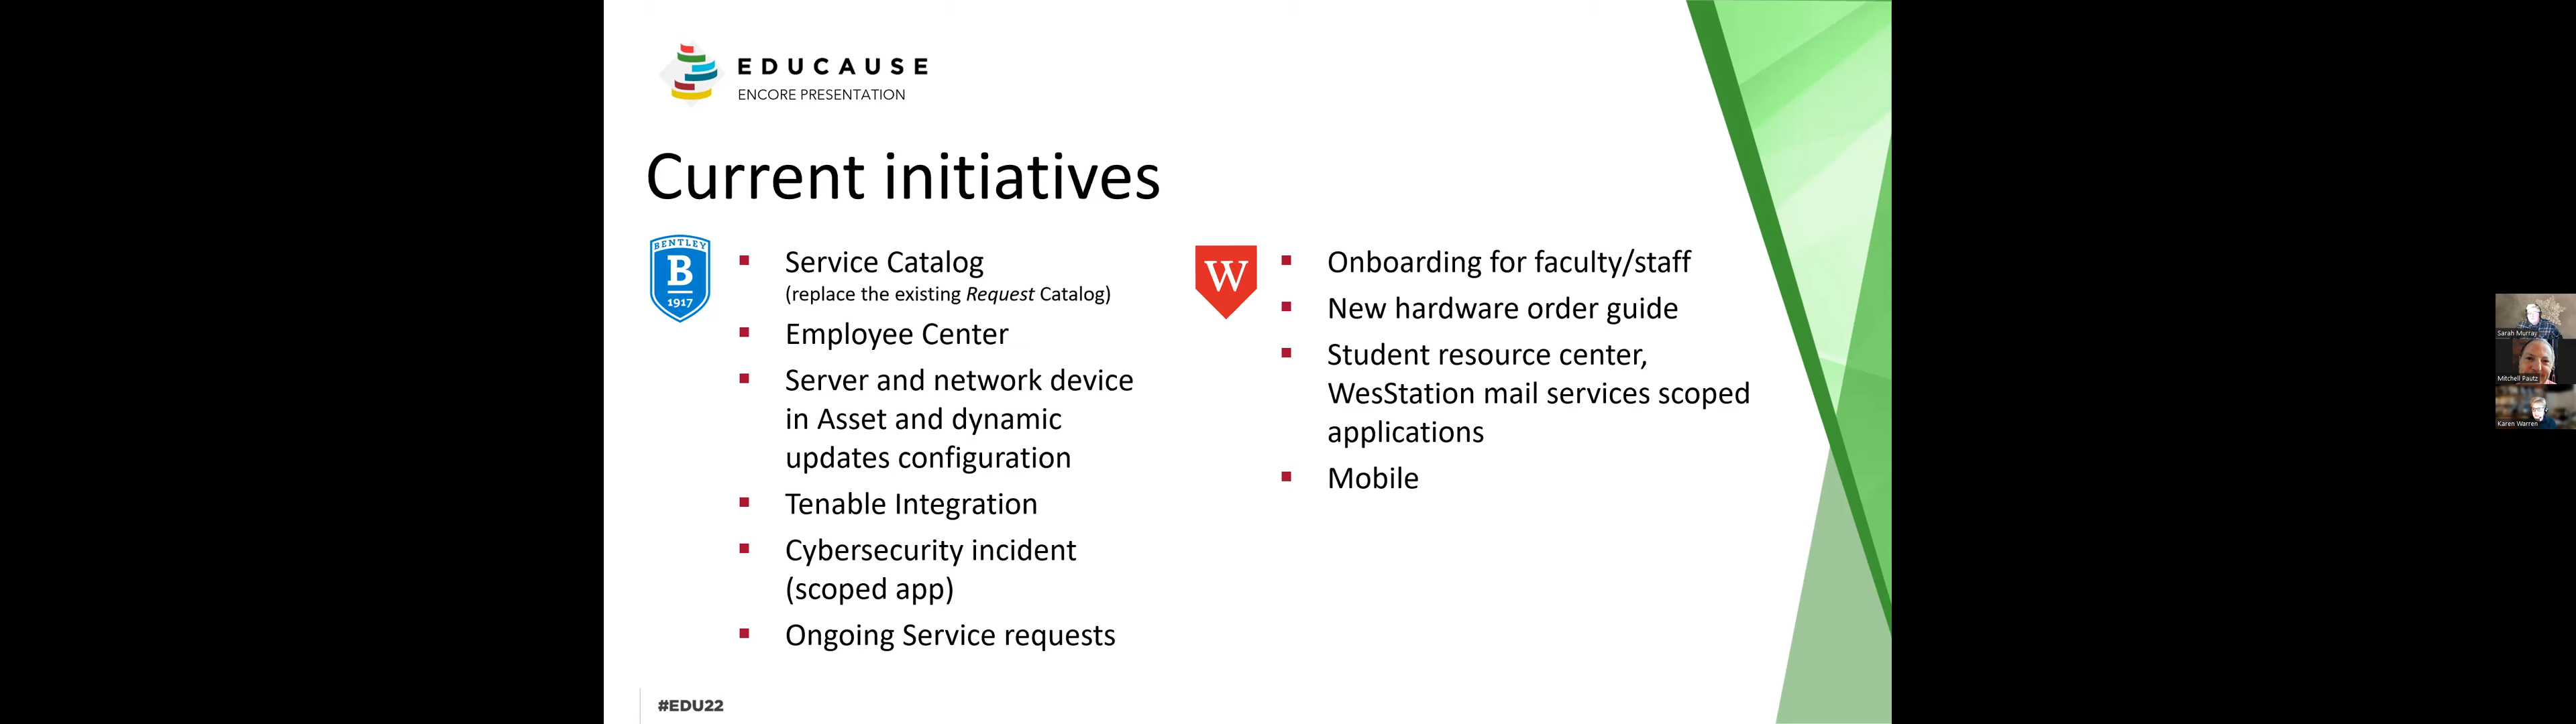 EDUCAUSE
ENCORE PRESENTATION
Current initiatives
BENTLEY
B
1917
Service Catalog
(replace the existing Request Catalog)
Employee Center
Server and network device
in Asset and dynamic
updates configuration
Tenable Integration
Cybersecurity incident
(scoped app)
Ongoing Service requests
W
Onboarding for faculty/staff
New hardware order guide
Student resource center,
WesStation mail services scoped
applications
Mobile
#EDU22
Sarah Murray
Mitchell Pautz
Karen Warren